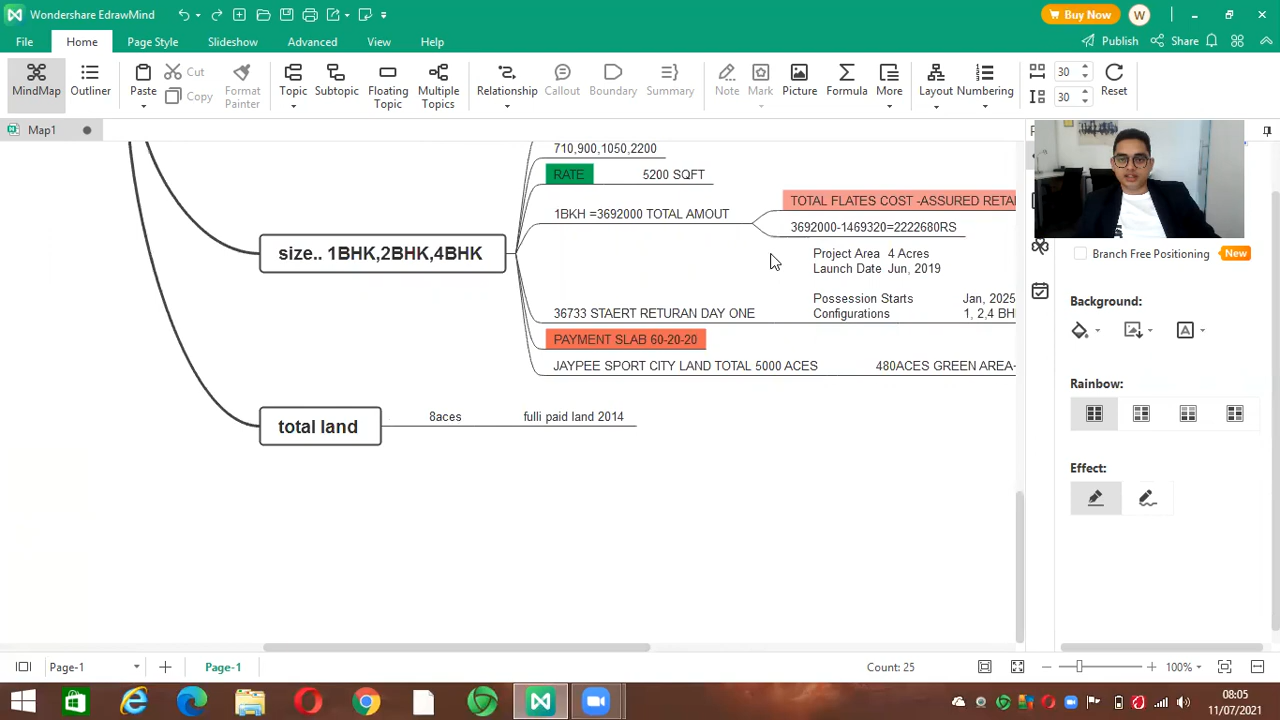 Wondershare EdrawMind
Buy Now
W
File
Home
Page Style
Slideshow
Advanced
View
Help
Publish
Share
MindMap
Outliner
Paste
Cut
Copy
Format
Painter
Topic
Subtopic
Floating
Topic
Multiple
Topics
Relationship
Callout
Boundary
Summary
Note
Mark
Picture
Formula
More
Layout
Numbering
30
30
Reset
Map1
710,900,1050,2200
RATE
5200 SQFT
1BKH =3692000 TOTAL AMOUT
TOTAL FLATES COST -ASSURED RETA
3692000-1469320=2222680RS
size.. 1BHK,2BHK,4BHK
Project Area 4 Acres
Launch Date Jun, 2019
Possession Starts Jan, 2025
Configurations 1, 2,4 BH
36733 STAERT RETURAN DAY ONE
PAYMENT SLAB 60-20-20
JAYPEE SPORT CITY LAND TOTAL 5000 ACES
480ACES GREEN AREA-
total land
8aces
fulli paid land 2014
Branch Free Positioning
New
Background:
Rainbow:
Effect:
Page-1
Page-1
Count: 25
100%
08:05
11/07/2021